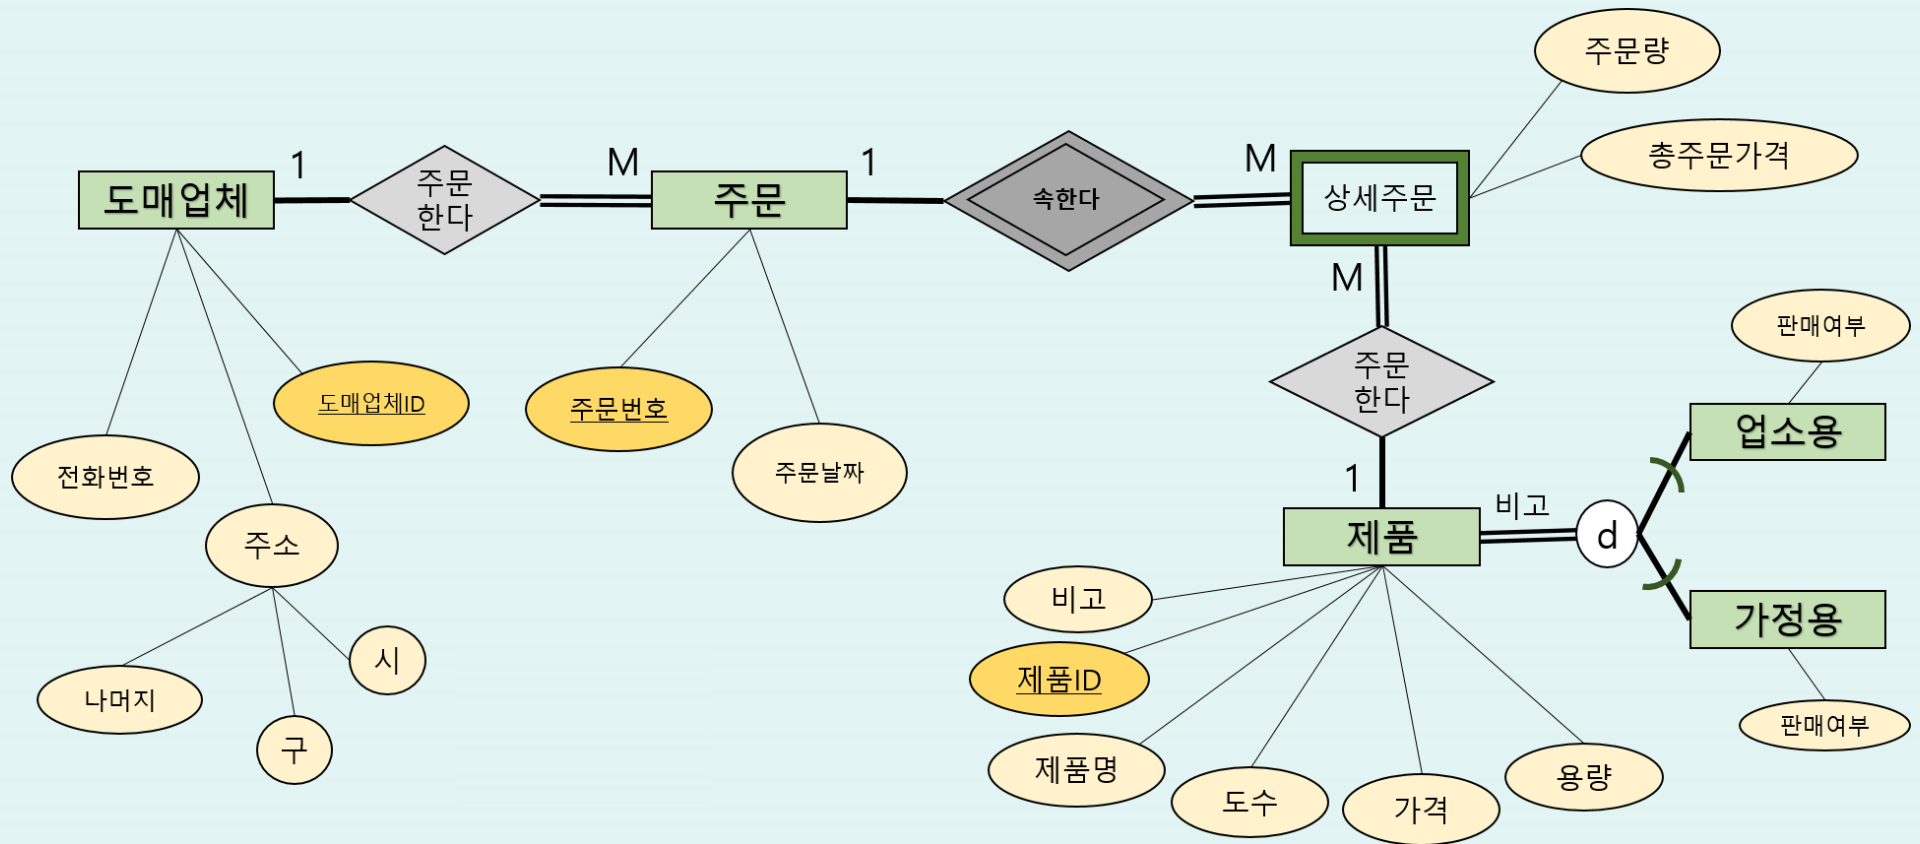 주문량
총주문가격
도매업체
1
주문
한다
M
주문
1
속한다
M
상세주문
M
주문
한다
1
판매여부
업소용
도매업체ID
주문번호
주문날짜
전화번호
주소
나머지
구
시
제품
비고
d
가정용
판매여부
비고
제품ID
제품명
도수
가격
용량